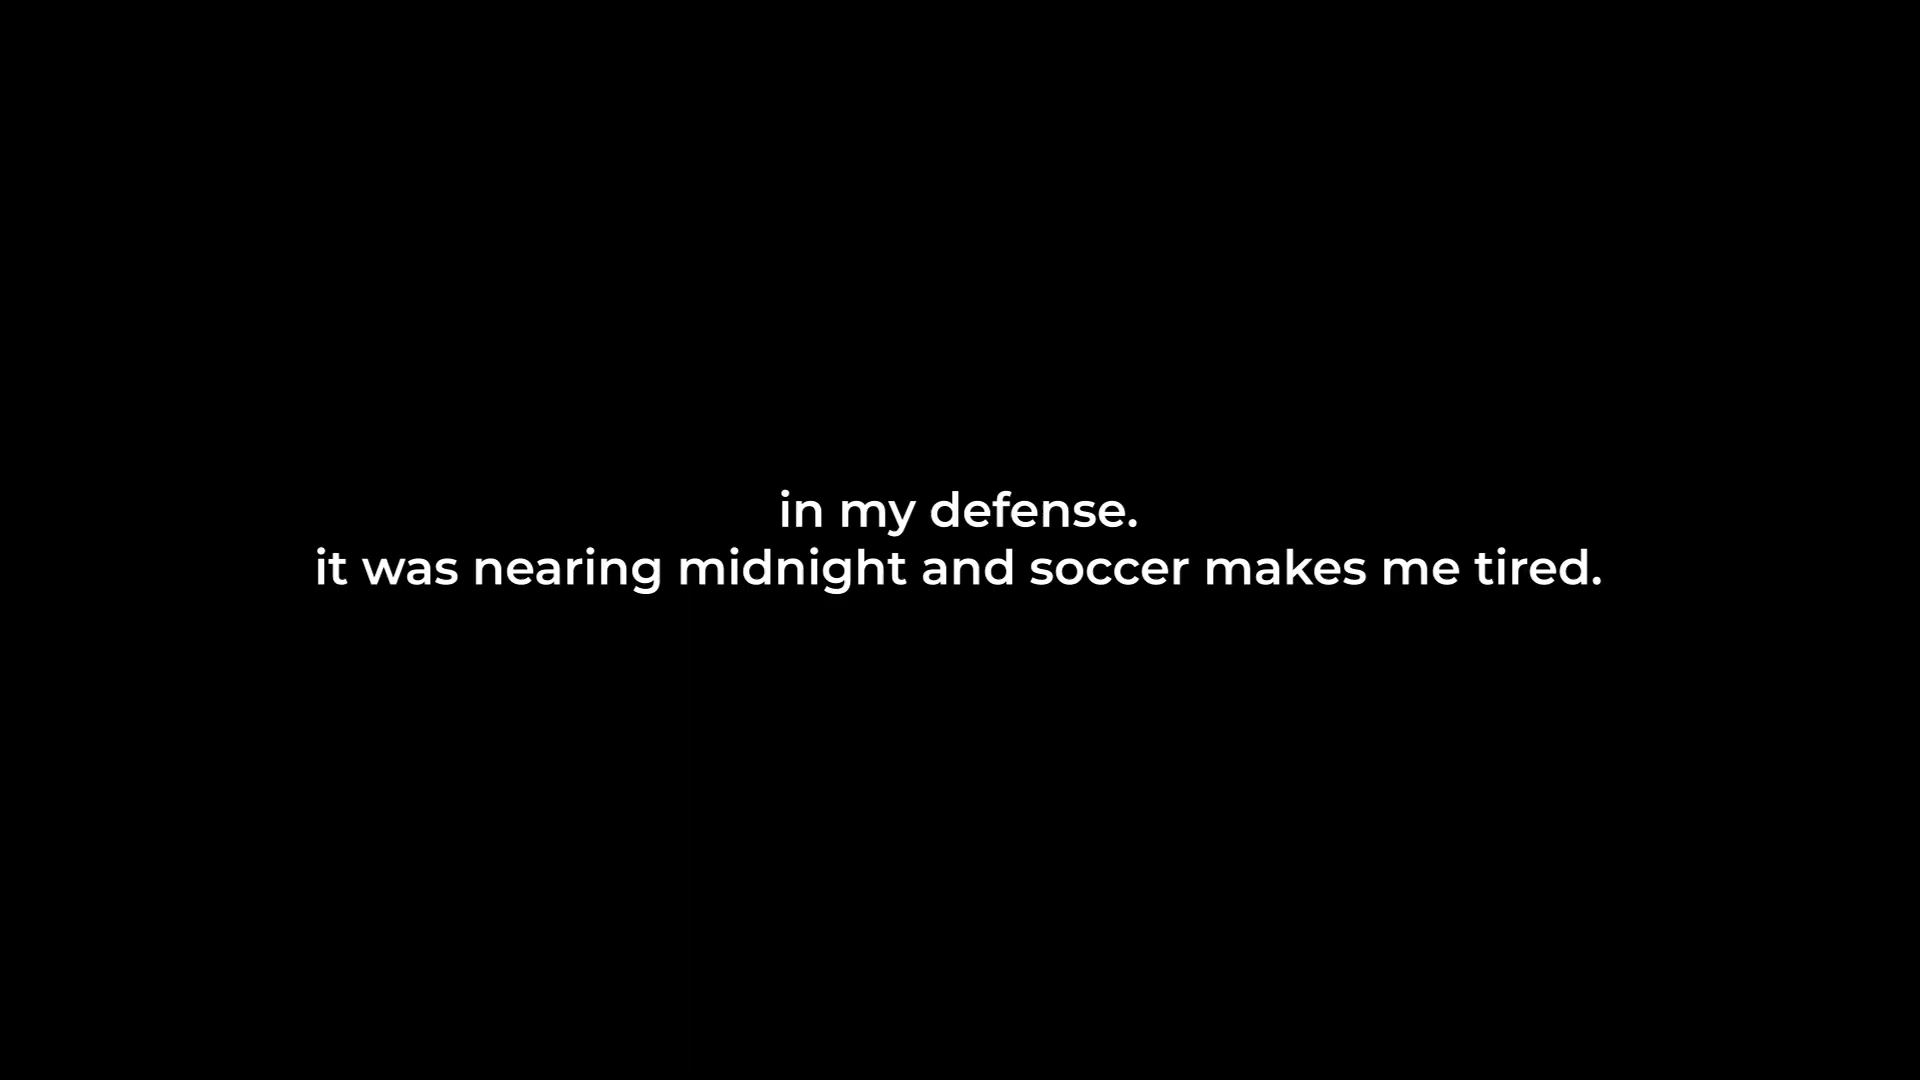 in my defense.
it was nearing midnight and soccer makes me tired.